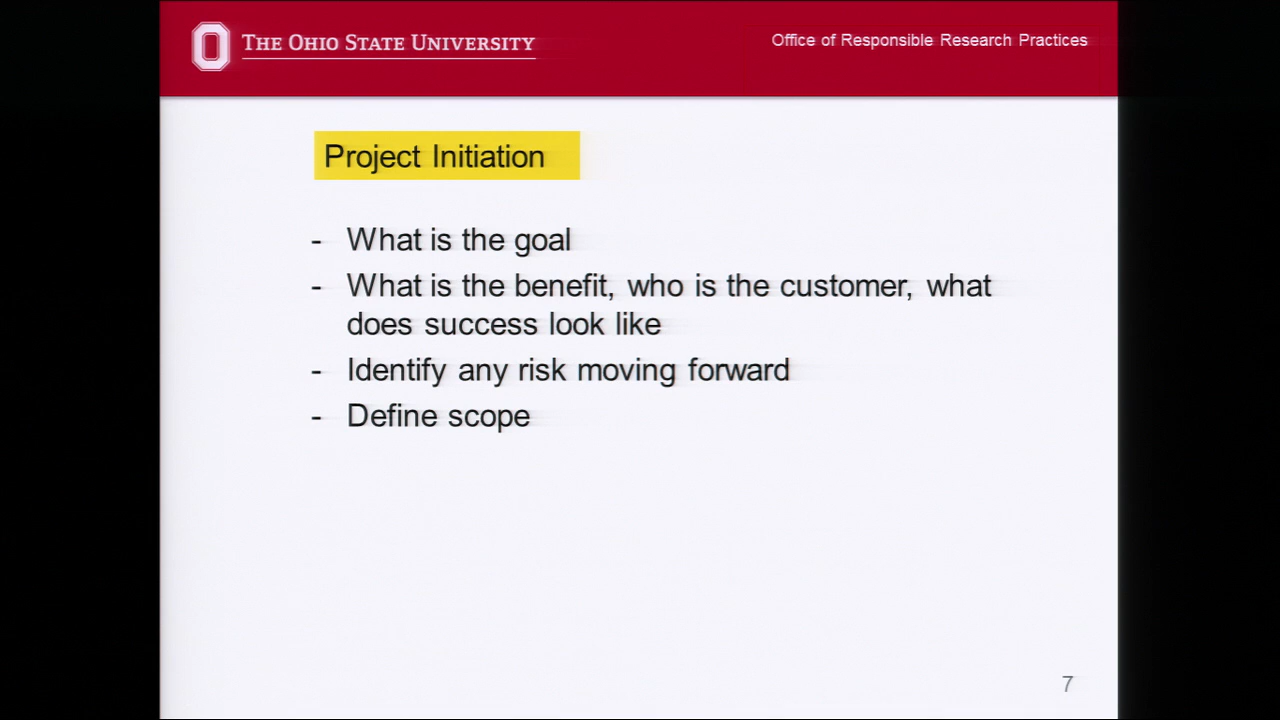 THE OHIO STATE UNIVERSITY
Office of Responsible Research Practices
Project Initiation
- What is the goal
- What is the benefit, who is the customer, what
does success look like
- Identify any risk moving forward
- Define scope
7